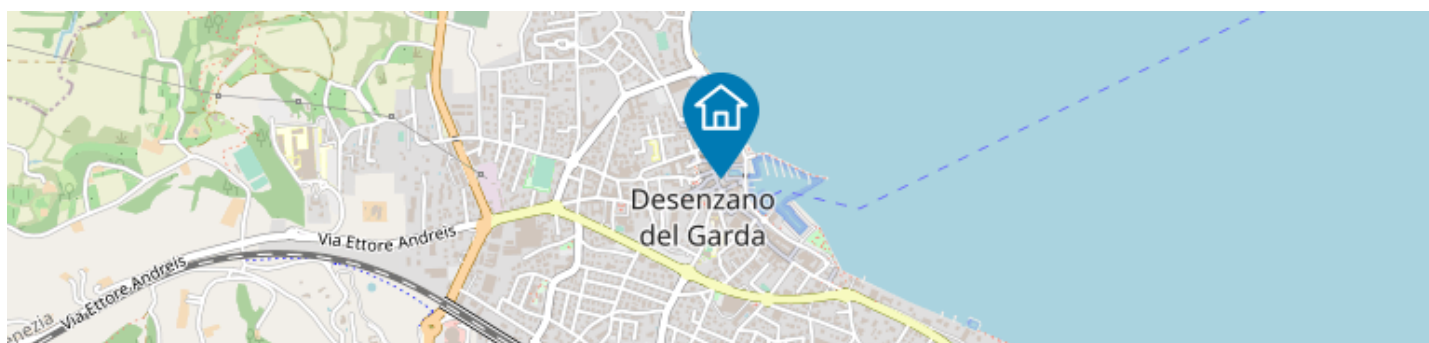 Desenzano
del Garda
Via Ettore Andreis
Via Ettore Andreis
enezia